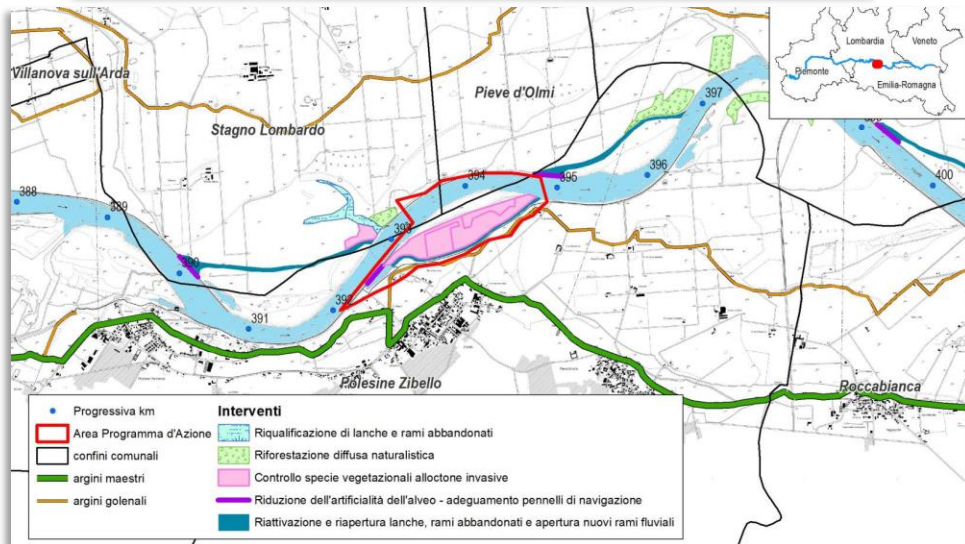 Lombardia
Veneto
Piemonte
Emilia-Romagna
Villanova sull'Arda
Pieve d'Olmi
Stagno Lombardo
397
396
395
394
393
400
388
389
390
391
392
Polesine Zibello
Roccabianca
Progressiva km
Area Programma d'Azione
confini comunali
argini maestri
argini golenali
Interventi
Riqualificazione di lanche e rami abbandonati
Riforestazione diffusa naturalistica
Controllo specie vegetazionali alloctone invasive
Riduzione dell'artificialità dell'alveo - adeguamento pennelli di navigazione
Riattivazione e riapertura lanche, rami abbandonati e apertura nuovi rami fluviali